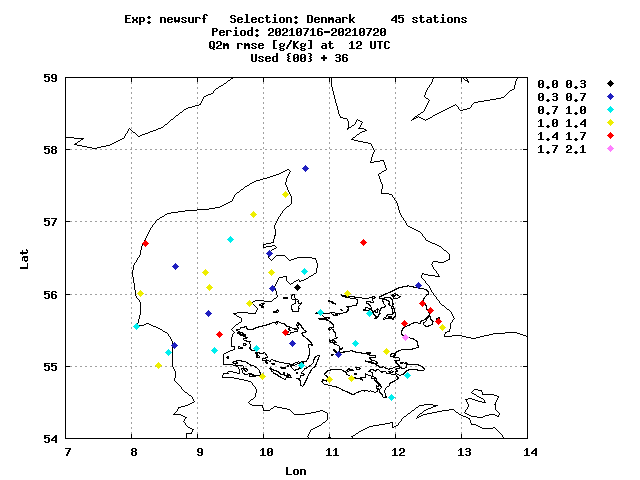 Exp: newsurf   Selection: Denmark     45 stations
Period: 20210716-20210720
Q2m rmse [g/Kg] at  12 UTC
Used {00} + 36
59
58
57
56
55
54
Lat
7 8 9 10 11 12 13 14
Lon
0.0 0.3
0.3 0.7
0.7 1.0
1.0 1.4
1.4 1.7
1.7 2.1